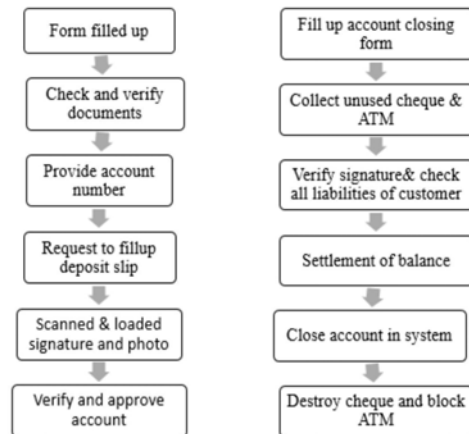 Form filled up
Check and verify
documents
Provide account
number
Request to fillup
deposit slip
Scanned & loaded
signature and photo
Verify and approve
account
Fill up account closing
form
Collect unused cheque &
ATM
Verify signature& check
all liabilities of customer
Settlement of balance
Close account in system
Destroy cheque and block
ATM